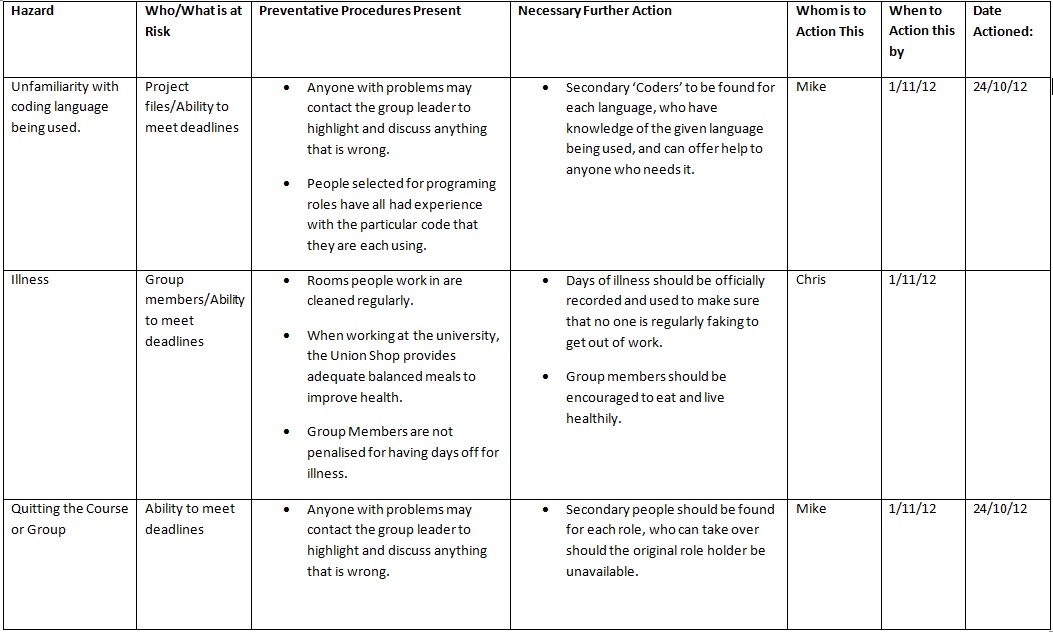 Hazard
Who/What is at
Risk
Preventative Procedures Present
Necessary Further Action
Whom is to
Action This
When to
Action this
by
Date
Actioned:
Unfamiliarity with
coding language
being used.
Project
files/Ability to
meet deadlines
• Anyone with problems may
contact the group leader to
highlight and discuss anything
that is wrong.
• People selected for programing
roles have all had experience
with the particular code that
they are each using.
• Secondary ‘Coders’ to be found for
each language, who have
knowledge of the given language
being used, and can offer help to
anyone who needs it.
Mike
1/11/12
24/10/12
Illness
Group
members/Ability
to meet
deadlines
• Rooms people work in are
cleaned regularly.
• When working at the university,
the Union Shop provides
adequate balanced meals to
improve health.
• Group Members are not
penalised for having days off for
illness.
• Days of illness should be officially
recorded and used to make sure
that no one is regularly faking to
get out of work.
• Group members should be
encouraged to eat and live
healthily.
Chris
1/11/12
Quitting the Course
or Group
Ability to meet
deadlines
• Anyone with problems may
contact the group leader to
highlight and discuss anything
that is wrong.
• Secondary people should be found
for each role, who can take over
should the original role holder be
unavailable.
Mike
1/11/12
24/10/12